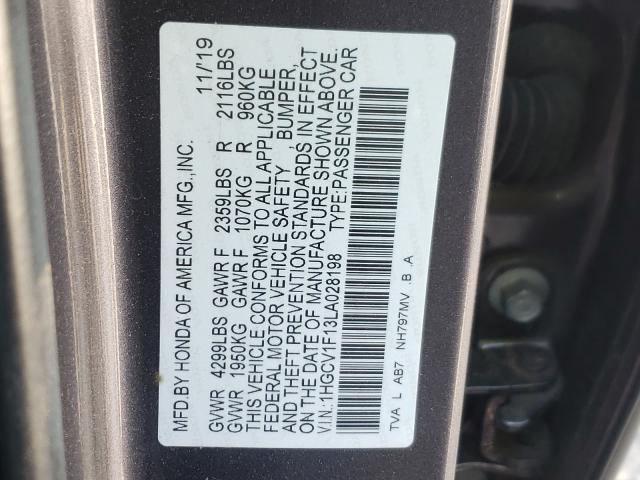 MFD.BY HONDA OF AMERICA MFG.,INC. 11/'19
GVWR 4299LBS GAWR F 2359LBS R 2116LBS
GVWR 1950KG GAWR F 1070KG R 960KG
THIS VEHICLE CONFORMS TO ALL APPLICABLE
FEDERAL MOTOR VEHICLE SAFETY, BUMPER,
AND THEFT PREVENTION STANDARDS IN EFFECT
ON THE DATE OF MANUFACTURE SHOWN ABOVE.
V.I.N.:1HGCV1F13LA028198 TYPE:PASSENGER CAR
TVA L AB7 NH797MV .B .A